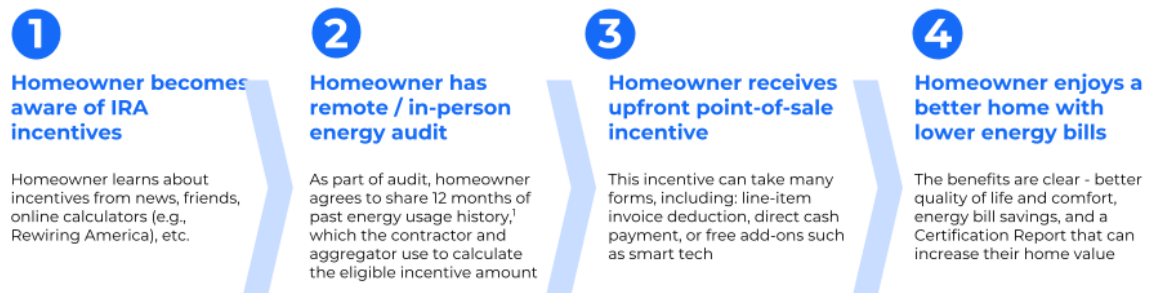 1
Homeowner becomes
aware of IRA
incentives
Homeowner learns about
incentives from news, friends,
online calculators (e.g.,
Rewiring America), etc.
2
Homeowner has
remote / in-person
energy audit
As part of audit, homeowner
agrees to share 12 months of
past energy usage history,1
which the contractor and
aggregator use to calculate
the eligible incentive amount
3
Homeowner receives
upfront point-of-sale
incentive
This incentive can take many
forms, including: line-item
invoice deduction, direct cash
payment, or free add-ons such
as smart tech
4
Homeowner enjoys a
better home with
lower energy bills
The benefits are clear - better
quality of life and comfort,
energy bill savings, and a
Certification Report that can
increase their home value